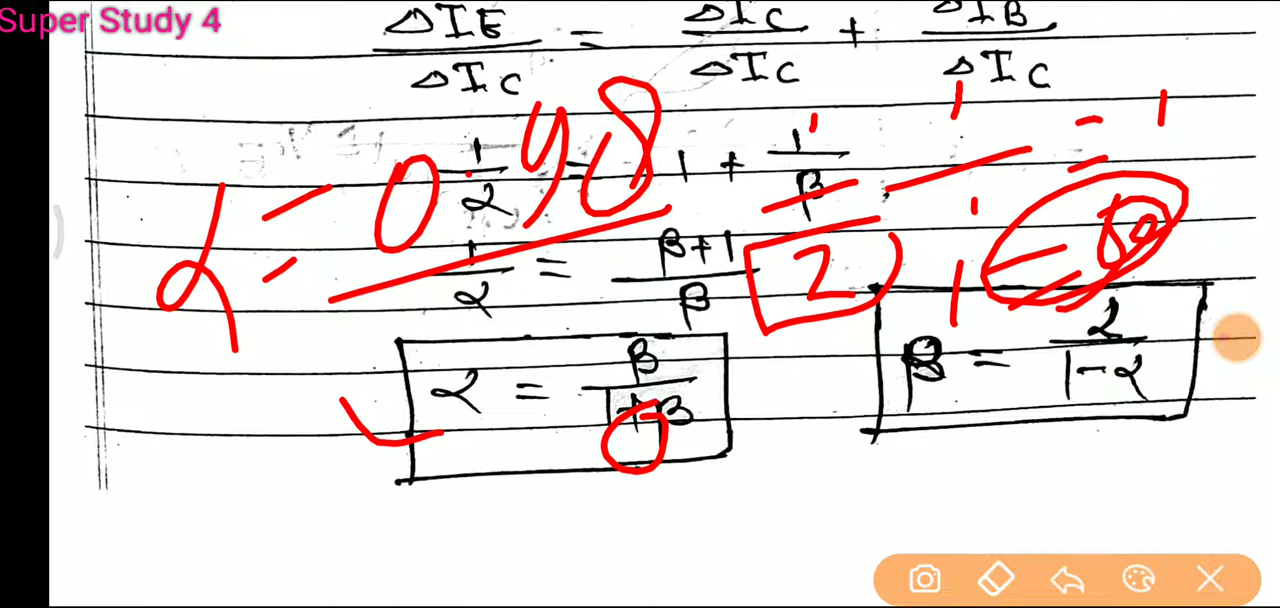 Super Study 4
ΔIE/ΔIC = ΔIC/ΔIC + ΔIB/ΔIC
1/α = 1 + 1/β
1/α = β+1/β
α = 0.98
α = β/1+β
β = α/1-α